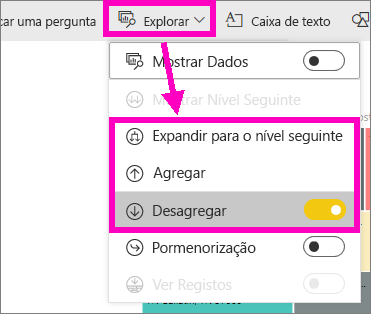 çar uma pergunta
Explorar
Caixa de texto
Mostrar Dados
Mostrar Nível Seguinte
Expandir para o nível seguinte
Agregar
Desagregar
Pormenorização
Ver Registos